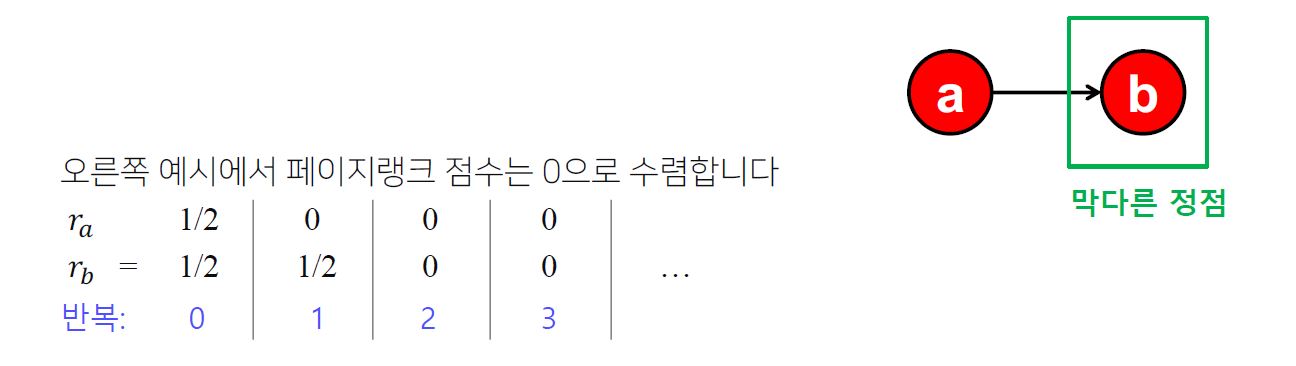 a b
막다른 정점
오른쪽 예시에서 페이지랭크 점수는 0으로 수렴합니다
r_a 1/2 0 0 0
r_b = 1/2 1/2 0 0 …
반복: 0 1 2 3